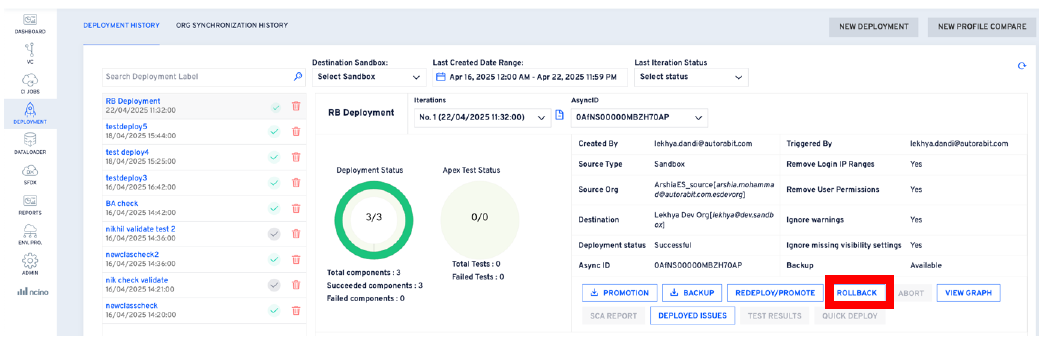 DASHBOARD
VC
CI JOBS
DEPLOYMENT
DATALOADER
SFDX
REPORTS
ENV. PRO.
ADMIN
ncino
DEPLOYMENT HISTORY
ORG SYNCHRONIZATION HISTORY
NEW DEPLOYMENT
NEW PROFILE COMPARE
Search Deployment Label
Destination Sandbox:
Select Sandbox
Last Created Date Range:
Apr 16, 2025 12:00 AM - Apr 22, 2025 11:59 PM
Last Iteration Status
Select status
RB Deployment
22/04/2025 11:32:00
testdeploy5
18/04/2025 15:44:00
test deploy4
18/04/2025 15:25:00
testdeploy3
16/04/2025 16:42:00
BA check
16/04/2025 14:42:00
nikhil validate test 2
16/04/2025 14:36:00
newclasscheck2
16/04/2025 14:36:00
nik check validate
16/04/2025 14:21:00
newclasscheck
16/04/2025 14:20:00
RB Deployment
Iterations
No. 1 (22/04/2025 11:32:00)
AsyncID
0AfNS00000MBZH70AP
Deployment Status
3/3
Total components : 3
Succeeded components : 3
Failed components : 0
Apex Test Status
0/0
Total Tests : 0
Failed Tests : 0
Created By lekhya.dandi@autorabit.com Triggered By lekhya.dandi@autorabit.com
Source Type Sandbox Remove Login IP Ranges Yes
Source Org ArshiaES_source[arshia.mohamma
d@autorabit.com.esdevorg] Remove User Permissions Yes
Destination Lekhya Dev Org[lekhya@dev.sandb
ox] Ignore warnings Yes
Deployment status Successful Ignore missing visibility settings Yes
Async ID 0AfNS00000MBZH70AP Backup Available
PROMOTION BACKUP REDEPLOY/PROMOTE ROLLBACK ABORT VIEW GRAPH
SCA REPORT DEPLOYED ISSUES TEST RESULTS QUICK DEPLOY